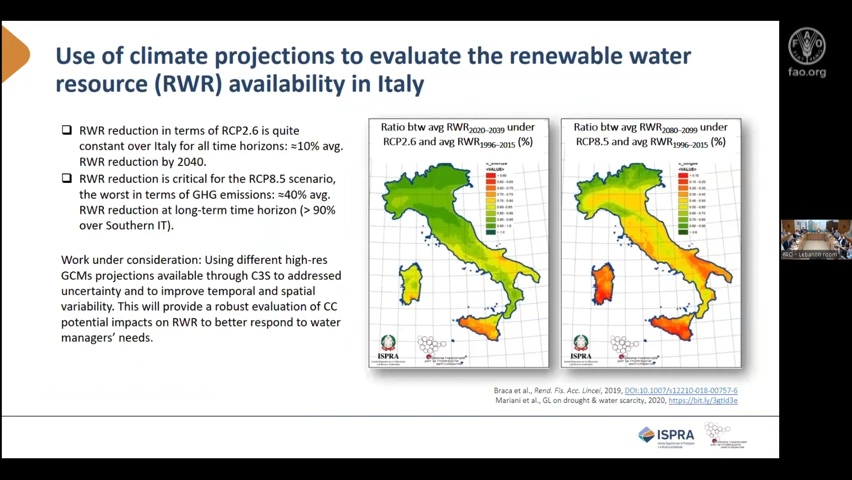 Use of climate projections to evaluate the renewable water
resource (RWR) availability in Italy
RWR reduction in terms of RCP2.6 is quite
constant over Italy for all time horizons: ≈10% avg.
RWR reduction by 2040.
RWR reduction is critical for the RCP8.5 scenario,
the worst in terms of GHG emissions: ≈40% avg.
RWR reduction at long-term time horizon (> 90%
over Southern IT).
Work under consideration: Using different high-res
GCMs projections available through C3S to addressed
uncertainty and to improve temporal and spatial
variability. This will provide a robust evaluation of CC
potential impacts on RWR to better respond to water
managers' needs.
Ratio btw avg RWR2020–2039 under
RCP2.6 and avg RWR1996–2015 (%)
<VALUE>
ISPRA
Ratio btw avg RWR2080–2099 under
RCP8.5 and avg RWR1996–2015 (%)
<VALUE>
ISPRA
Braca et al., Rend. Fis. Acc. Lincei, 2019, DOI:10.1007/s12210-018-00757-6
Mariani et al., GL on drought & water scarcity, 2020, https://bit.ly/3gtId3e
ISPRA
FAO
fao.org
FAO - Lebanon room